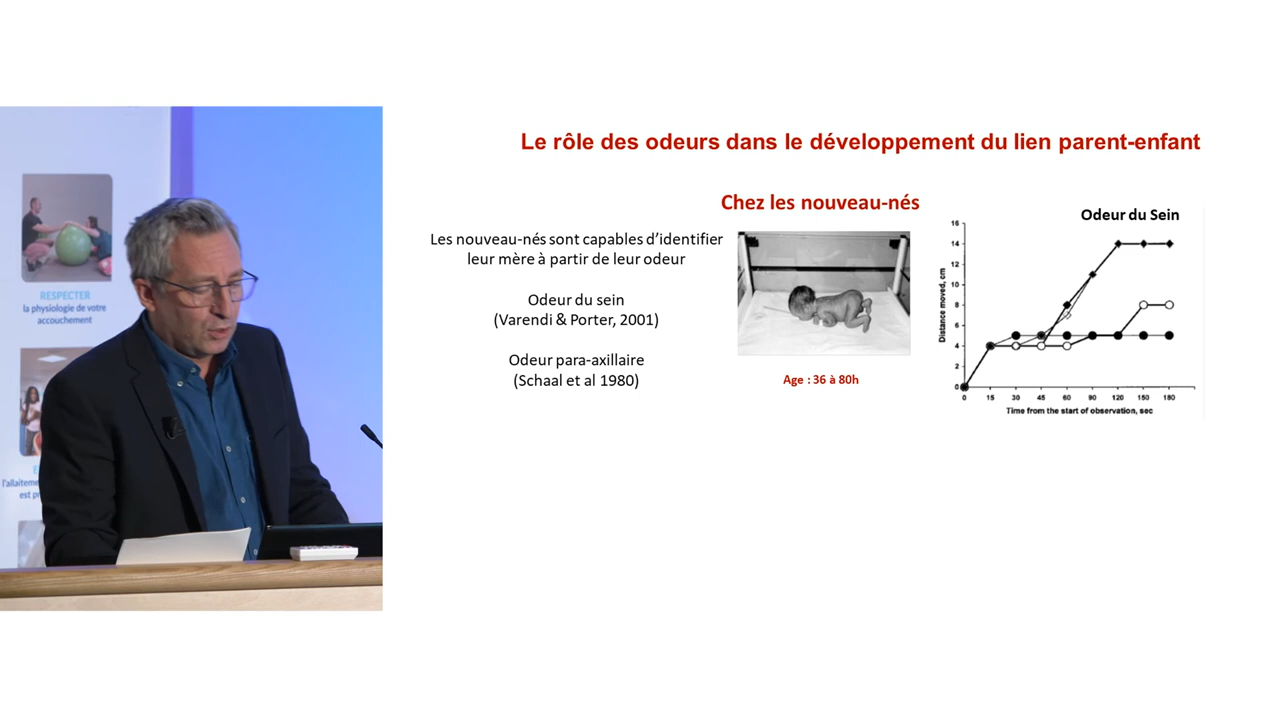 Le rôle des odeurs dans le développement du lien parent-enfant
Chez les nouveau-nés
Les nouveau-nés sont capables d’identifier
leur mère à partir de leur odeur
Odeur du sein
(Varendi & Porter, 2001)
Odeur para-axillaire
(Schaal et al 1980)
Age : 36 à 80h
Odeur du Sein
Distance moved, cm
16
14
12
10
8
6
4
2
0
0 15 30 45 60 90 120 150 180
Time from the start of observation, sec
RESPECTER
la physiologie de votre
accouchement
est